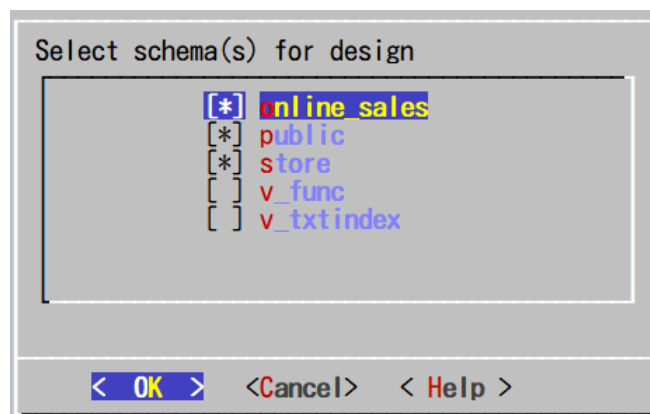 Select schema(s) for design
[*] online_sales
[*] public
[*] store
[ ] v_func
[ ] v_txtindex
< OK > <Cancel> < Help >